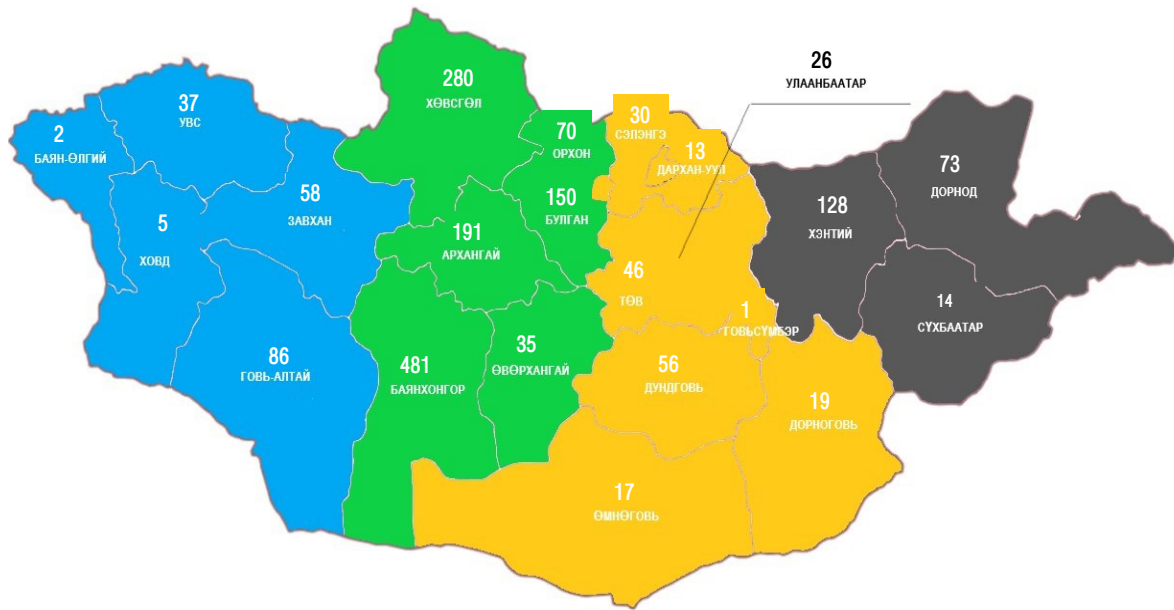 26
УЛААНБААТАР
37
УВС
2
БАЯН-ӨЛГИЙ
58
ЗАВХАН
5
ХОВД
86
ГОВЬ-АЛТАЙ
280
ХӨВСГӨЛ
70
ОРХОН
150
БУЛГАН
191
АРХАНГАЙ
481
БАЯНХОНГОР
35
ӨВӨРХАНГАЙ
30
СЭЛЭНГЭ
13
ДАРХАН-УУЛ
46
ТӨВ
1
ГОВЬСҮМБЭР
56
ДУНДГОВЬ
19
ДОРНОГОВЬ
17
ӨМНӨГОВЬ
128
ХЭНТИЙ
73
ДОРНОД
14
СҮХБААТАР